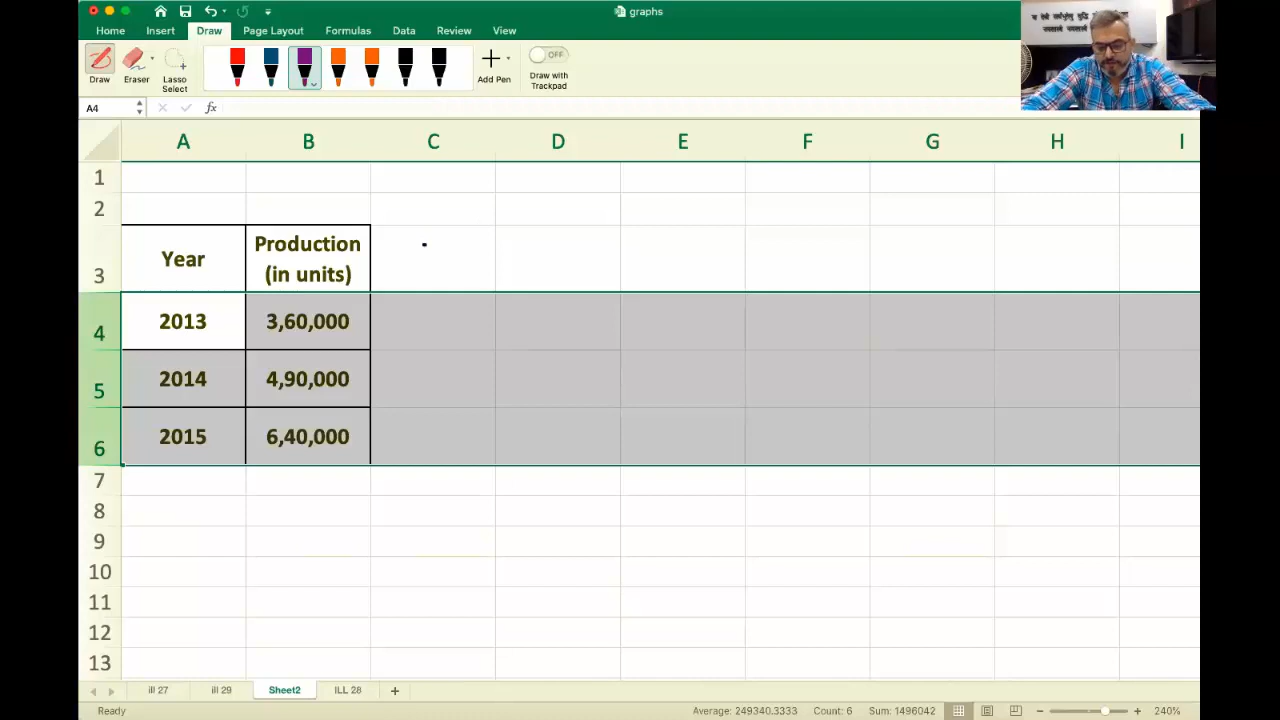 graphs
Home Insert Draw Page Layout Formulas Data Review View
Draw Eraser Lasso Select Add Pen OFF Draw with Trackpad
A4 fx
A B C D E F G H I
1
2
3 Year Production (in units)
4 2013 3,60,000
5 2014 4,90,000
6 2015 6,40,000
7
8
9
10
11
12
13
ill 27 ill 29 Sheet2 ILL 28 +
Ready Average: 249340.3333 Count: 6 Sum: 1496042 240%